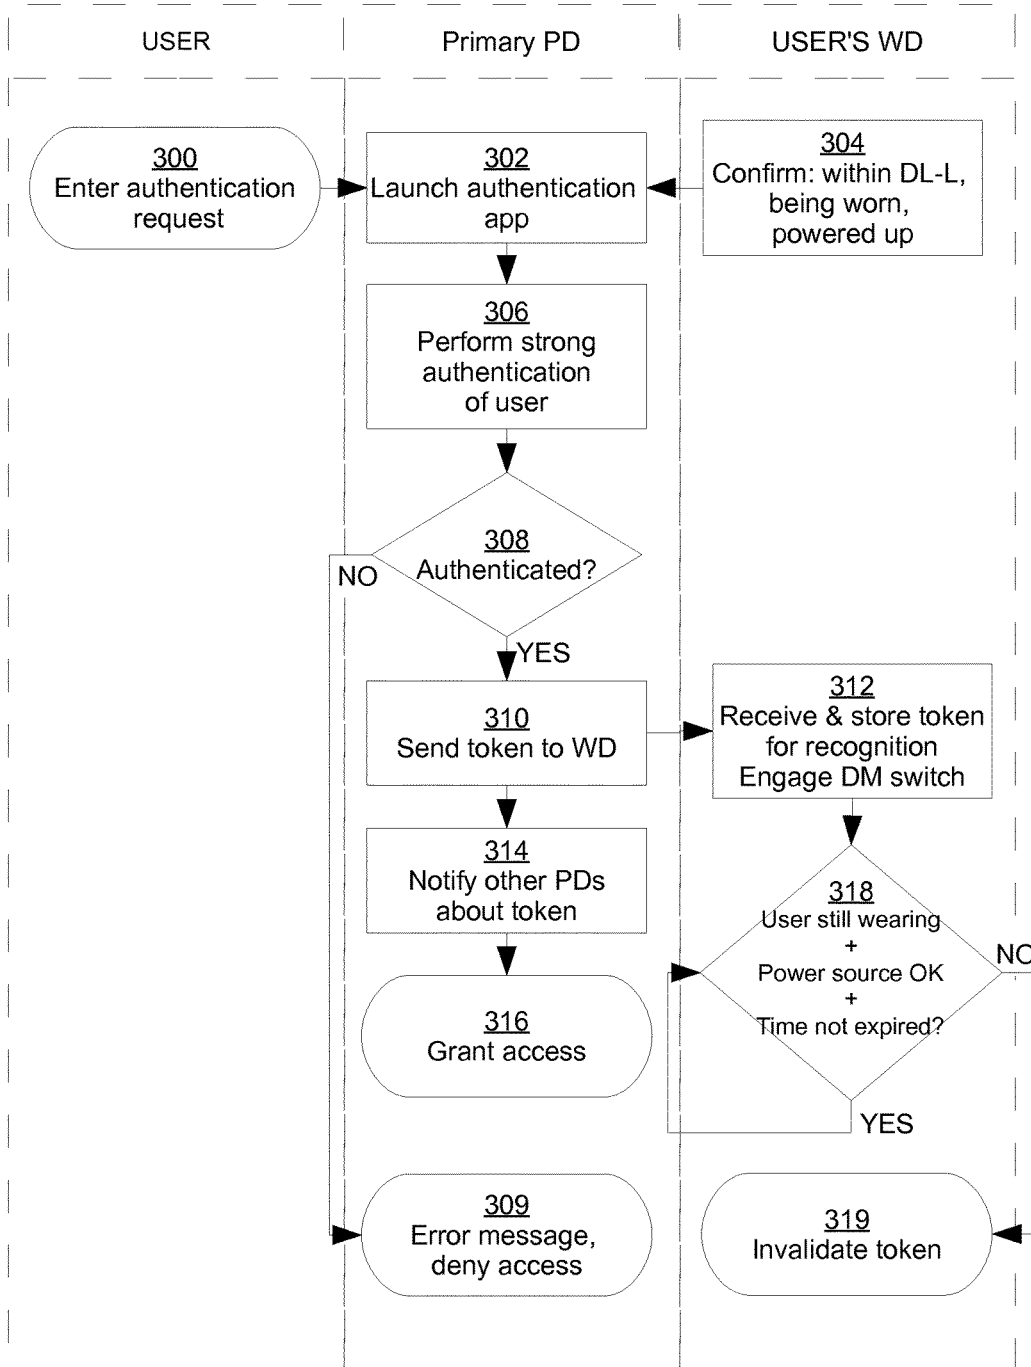 USER
Primary PD
USER'S WD
300
Enter authentication
request
302
Launch authentication
app
304
Confirm: within DL-L,
being worn,
powered up
306
Perform strong
authentication
of user
308
Authenticated?
NO
YES
310
Send token to WD
312
Receive & store token
for recognition
Engage DM switch
314
Notify other PDs
about token
318
User still wearing
+
Power source OK
+
Time not expired?
NO
YES
316
Grant access
309
Error message,
deny access
319
Invalidate token